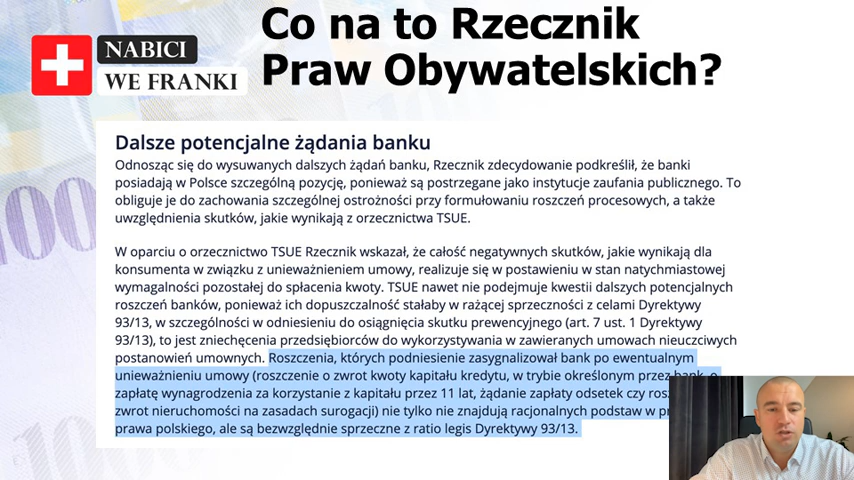 Co na to Rzecznik
Praw Obywatelskich?
NABICI
WE FRANKI
Dalsze potencjalne żądania banku
Odnosząc się do wysuwanych dalszych żądań banku, Rzecznik zdecydowanie podkreślił, że banki
posiadają w Polsce szczególną pozycję, ponieważ są postrzegane jako instytucje zaufania publicznego. To
obliguje je do zachowania szczególnej ostrożności przy formułowaniu roszczeń procesowych, a także
uwzględnienia skutków, jakie wynikają z orzecznictwa TSUE.
W oparciu o orzecznictwo TSUE Rzecznik wskazał, że całość negatywnych skutków, jakie wynikają dla
konsumenta w związku z unieważnieniem umowy, realizuje się w postawieniu w stan natychmiastowej
wymagalności pozostałej do spłacenia kwoty. TSUE nawet nie podejmuje kwestii dalszych potencjalnych
roszczeń banków, ponieważ ich dopuszczalność stałaby w rażącej sprzeczności z celami Dyrektywy
93/13, w szczególności w odniesieniu do osiągnięcia skutku prewencyjnego (art. 7 ust. 1 Dyrektywy
93/13), to jest zniechęcenia przedsiębiorców do wykorzystywania w zawieranych umowach nieuczciwych
postanowień umownych. Roszczenia, których podniesienie zasygnalizował bank po ewentualnym
unieważnieniu umowy (roszczenie o zwrot kwoty kapitału kredytu, w trybie określonym przez bank, o
zapłatę wynagrodzenia za korzystanie z kapitału przez 11 lat, żądanie zapłaty odsetek czy
zwrot nieruchomości na zasadach surogacji) nie tylko nie znajdują racjonalnych podstaw w
prawa polskiego, ale są bezwzględnie sprzeczne z ratio legis Dyrektywy 93/13.
100
100